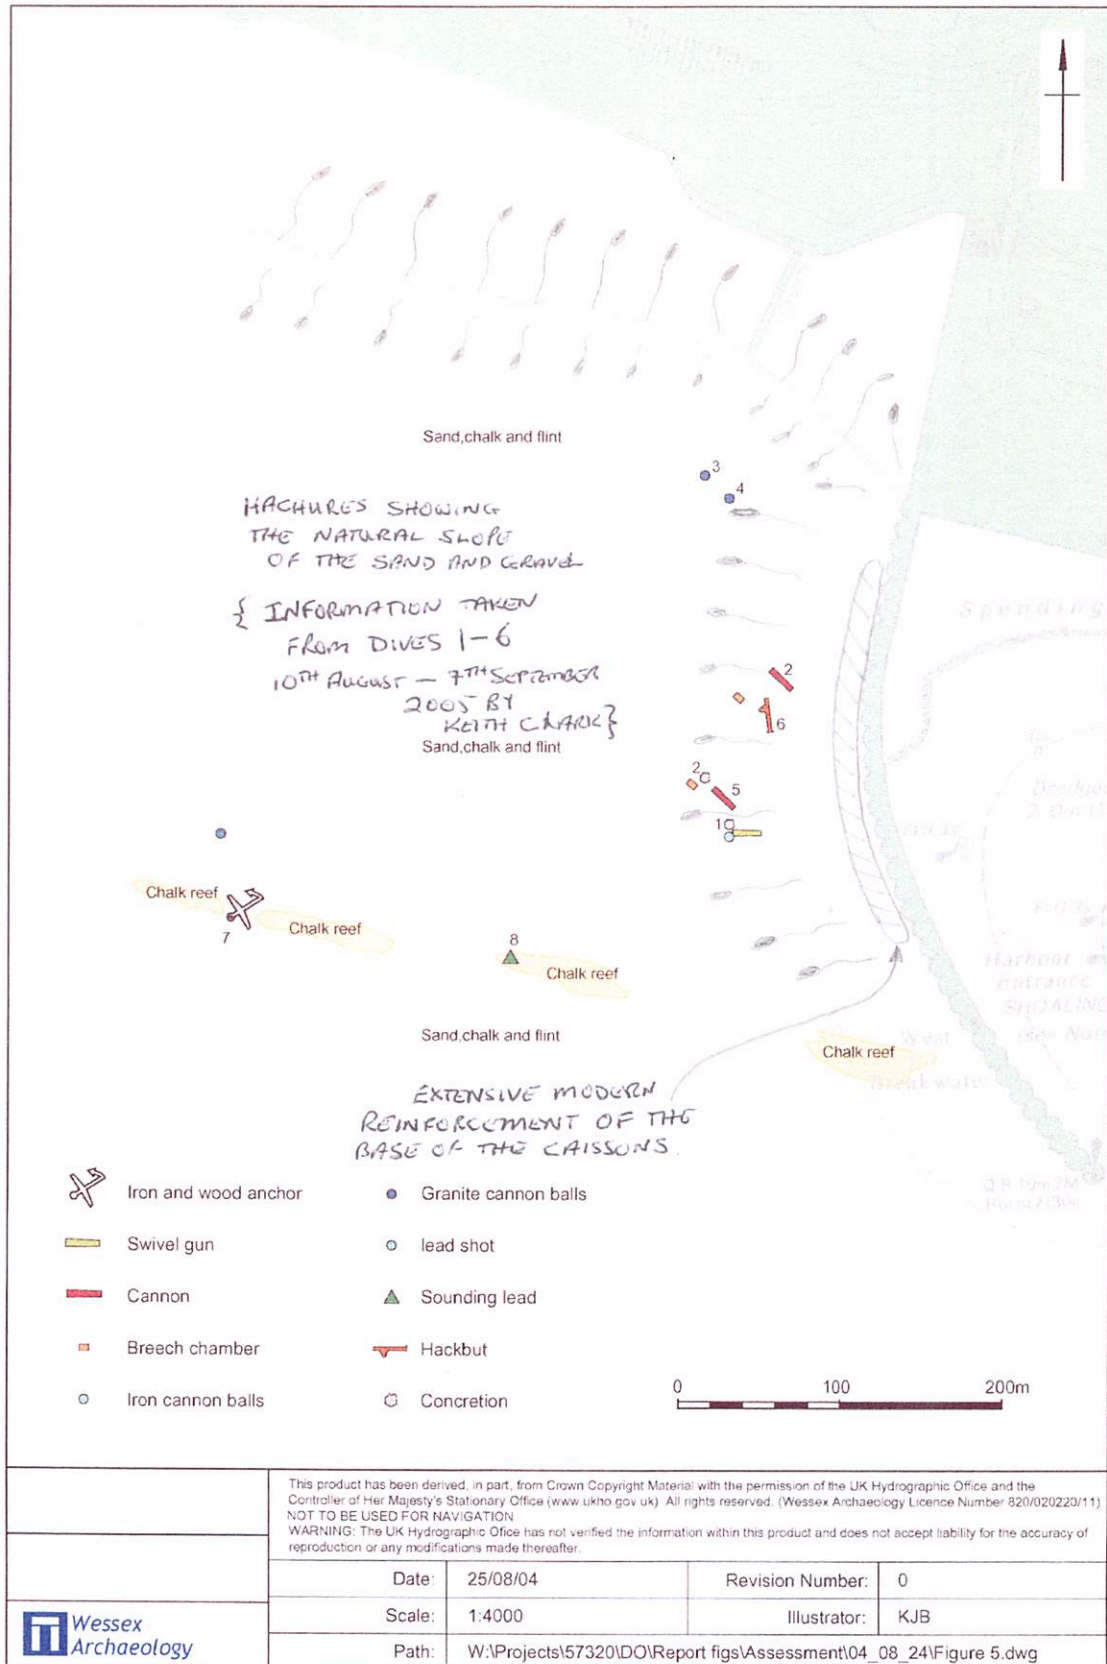 Sand,chalk and flint
3
4
HACHURES SHOWING
THE NATURAL SLOPE
OF THE SAND AND GRAVEL
{ INFORMATION TAKEN
FROM DIVES 1-6
10TH AUGUST — 7TH SEPTEMBER
2005 BY
KEITH CLARK }
Spending
2
6
Sand,chalk and flint
2
5
10
Chalk reef
7
Chalk reef
8
Chalk reef
Harbour
Entrance
SHOALING
Sand,chalk and flint
West
Chalk reef
Breakwater
EXTENSIVE MODERN
REINFORCEMENT OF THE
BASE OF THE CAISSONS.
Iron and wood anchor
Granite cannon balls
Swivel gun
lead shot
Cannon
Sounding lead
Breech chamber
Hackbut
Iron cannon balls
Concretion
0 100 200m
This product has been derived, in part, from Crown Copyright Material with the permission of the UK Hydrographic Office and the
Controller of Her Majesty's Stationary Office (www.ukho.gov.uk) All rights reserved. (Wessex Archaeology Licence Number 820/020220/11)
NOT TO BE USED FOR NAVIGATION
WARNING: The UK Hydrographic Ofice has not verified the information within this product and does not accept liability for the accuracy of
reproduction or any modifications made thereafter.
Date: 25/08/04 Revision Number: 0
Scale: 1:4000 Illustrator: KJB
Path: W:\Projects\57320\DO\Report figs\Assessment\04_08_24\Figure 5.dwg
Wessex
Archaeology